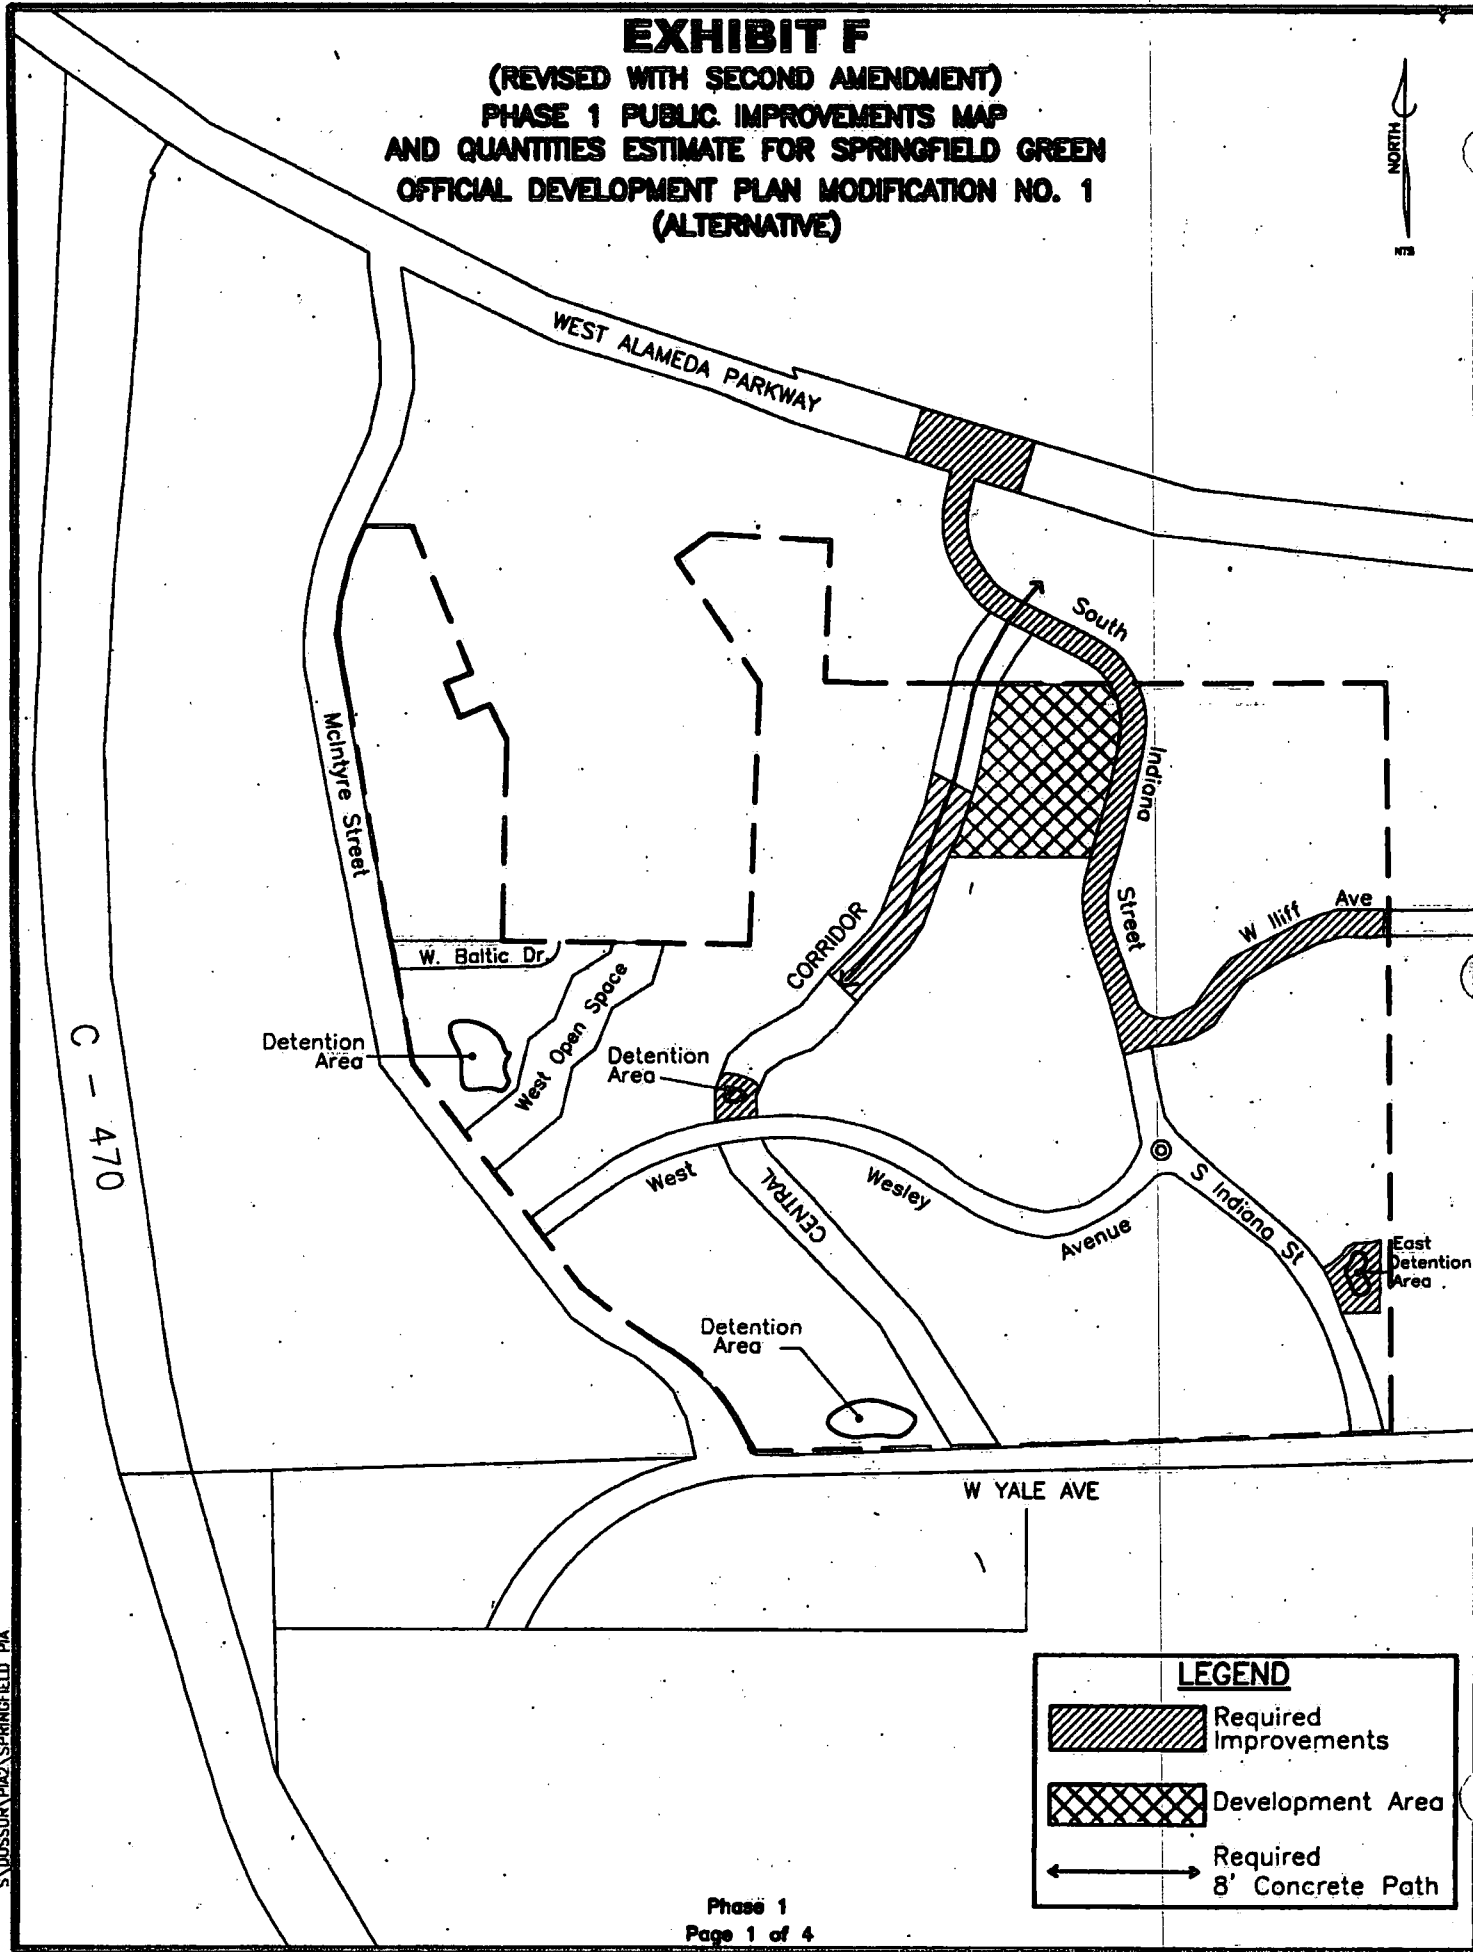 EXHIBIT F
(REVISED WITH SECOND AMENDMENT)
PHASE 1 PUBLIC IMPROVEMENTS MAP
AND QUANTITIES ESTIMATE FOR SPRINGFIELD GREEN
OFFICIAL DEVELOPMENT PLAN MODIFICATION NO. 1
(ALTERNATIVE)
NORTH
NTS
WEST ALAMEDA PARKWAY
South
Indiana
Street
McIntyre Street
W Iliff Ave
CORRIDOR
W. Baltic Dr.
West Open Space
Detention
Area
Detention
Area
C - 470
West
Wesley
Avenue
CENTRAL
S Indiana St
East
Detention
Area
Detention
Area
W YALE AVE
LEGEND
Required
Improvements
Development Area
Required
8' Concrete Path
Phase 1
Page 1 of 4